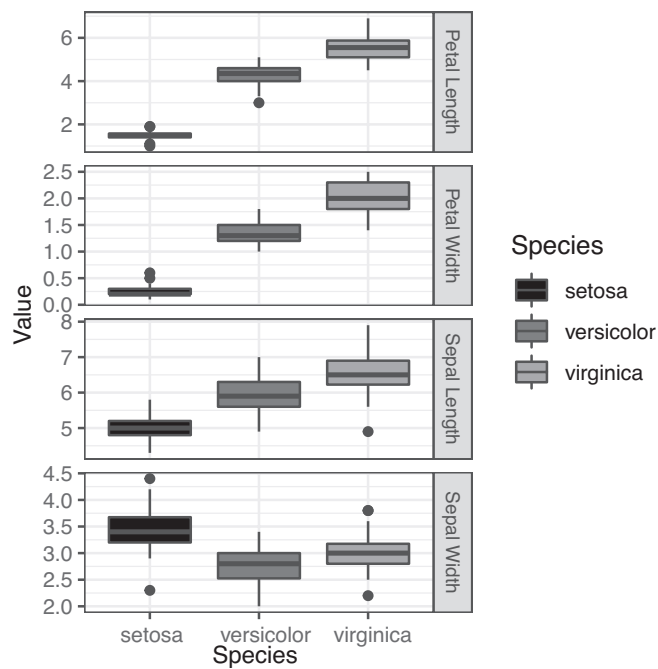 Value
6
4
2
Petal Length
2.5
2.0
1.5
1.0
0.5
0.0
Petal Width
8
7
6
5
Sepal Length
4.5
4.0
3.5
3.0
2.5
2.0
Sepal Width
setosa versicolor virginica
Species
Species
setosa
versicolor
virginica